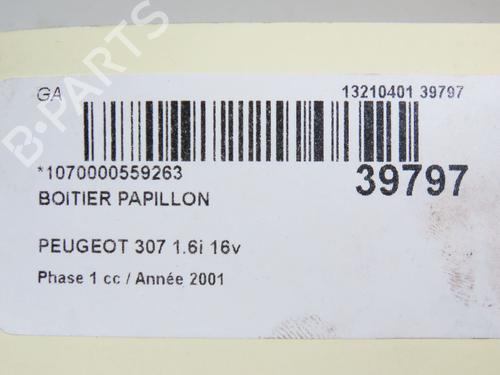 GA
13210401 39797
*1070000559263
39797
BOITIER PAPILLON
PEUGEOT 307 1.6i 16v
Phase 1 cc / Année 2001
B-PARTS